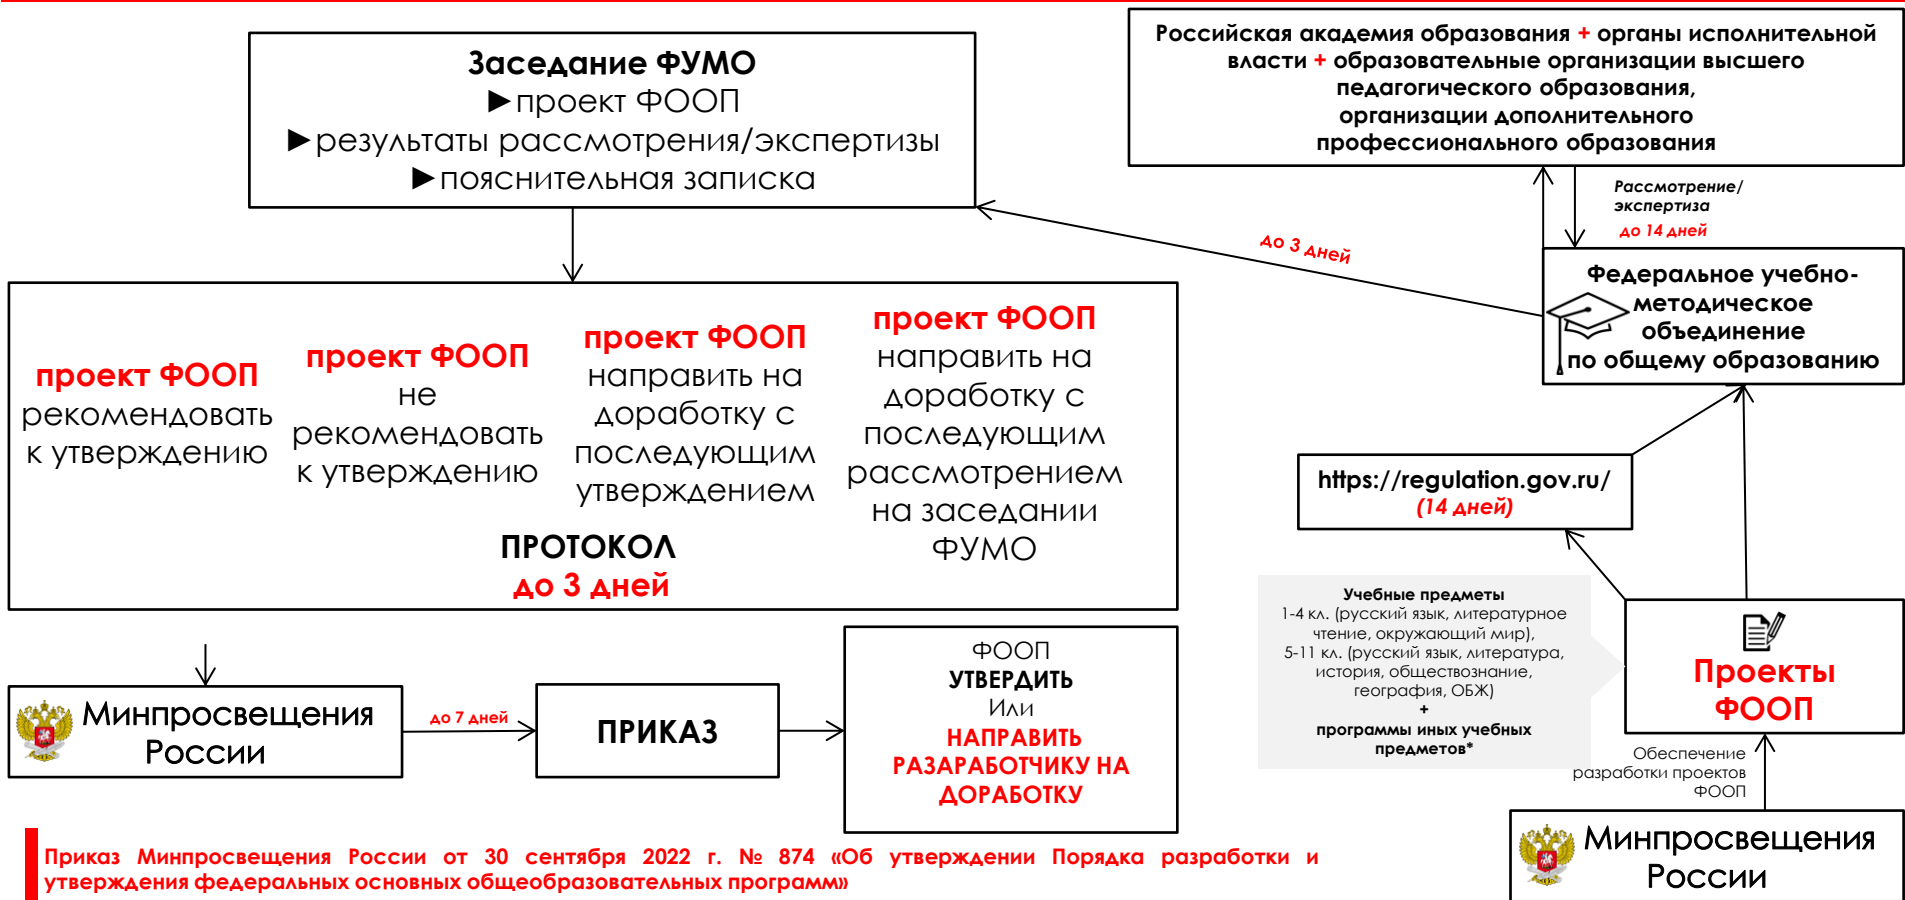 Заседание ФУМО
►проект ФООП
►результаты рассмотрения/экспертизы
►пояснительная записка
Российская академия образования + органы исполнительной
власти + образовательные организации высшего
педагогического образования,
организации дополнительного
профессионального образования
Рассмотрение/
экспертиза
до 14 дней
до 3 дней
Федеральное учебно-
методическое
объединение
по общему образованию
проект ФООП
рекомендовать
к утверждению
проект ФООП
не
рекомендовать
к утверждению
проект ФООП
направить на
доработку с
последующим
утверждением
проект ФООП
направить на
доработку с
последующим
рассмотрением
на заседании
ФУМО
ПРОТОКОЛ
до 3 дней
https://regulation.gov.ru/
(14 дней)
Учебные предметы
1-4 кл. (русский язык, литературное
чтение, окружающий мир),
5-11 кл. (русский язык, литература,
история, обществознание,
география, ОБЖ)
+
программы иных учебных
предметов*
Проекты
ФООП
Обеспечение
разработки проектов
ФООП
Минпросвещения
России
Минпросвещения
России
до 7 дней
ПРИКАЗ
ФООП
УТВЕРДИТЬ
Или
НАПРАВИТЬ
РАЗАРАБОТЧИКУ НА
ДОРАБОТКУ
Приказ Минпросвещения России от 30 сентября 2022 г. № 874 «Об утверждении Порядка разработки и
утверждения федеральных основных общеобразовательных программ»